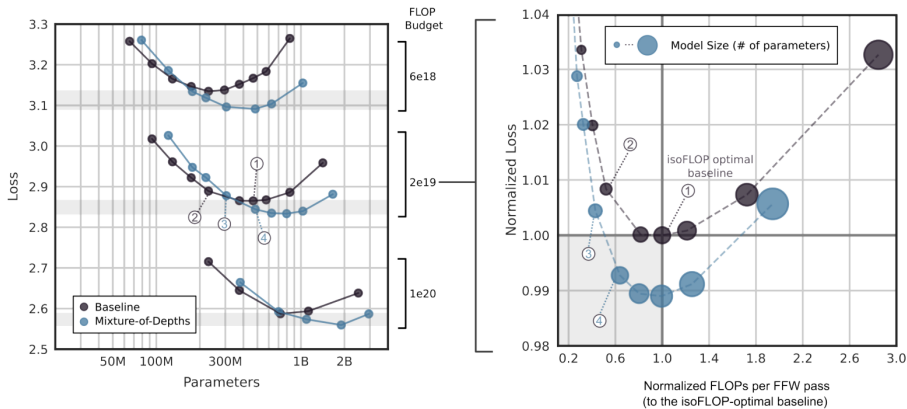 FLOP
Budget
3.3
3.2
3.1
3.0
2.9
2.8
2.7
2.6
2.5
Loss
6e18
2e19
1e20
1
2
3
4
Baseline
Mixture-of-Depths
50M 100M 300M 1B 2B
Parameters
1.04
1.03
1.02
1.01
1.00
0.99
0.98
Normalized Loss
Model Size (# of parameters)
2
isoFLOP optimal
baseline
1
3
4
0.2 0.6 1.0 1.4 1.8 2.2 2.6 3.0
Normalized FLOPs per FFW pass
(to the isoFLOP-optimal baseline)